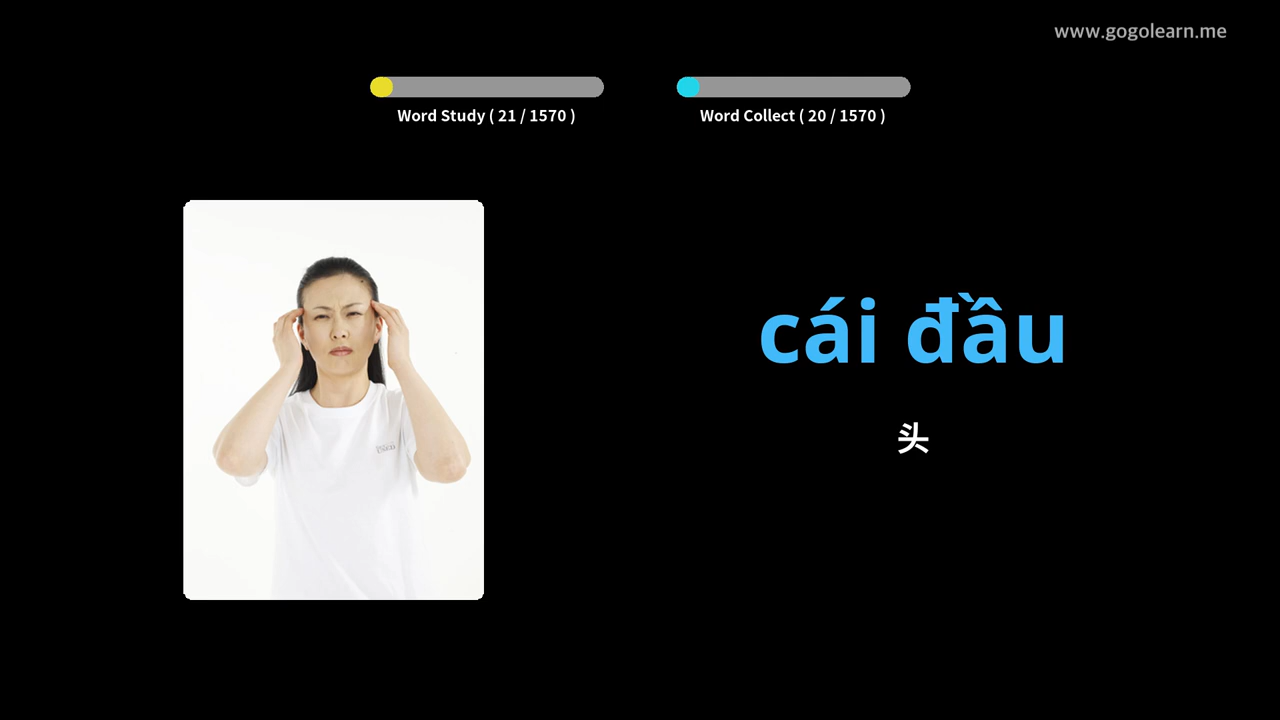 www.gogolearn.me
Word Study ( 21 / 1570 )
Word Collect ( 20 / 1570 )
cái đầu
头